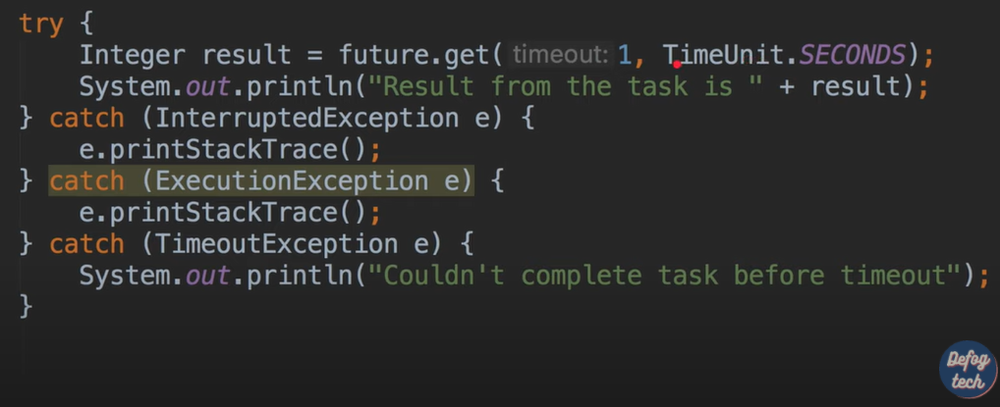 try {
    Integer result = future.get( timeout: 1, TimeUnit.SECONDS);
    System.out.println("Result from the task is " + result);
} catch (InterruptedException e) {
    e.printStackTrace();
} catch (ExecutionException e) {
    e.printStackTrace();
} catch (TimeoutException e) {
    System.out.println("Couldn't complete task before timeout");
}
Defog
tech